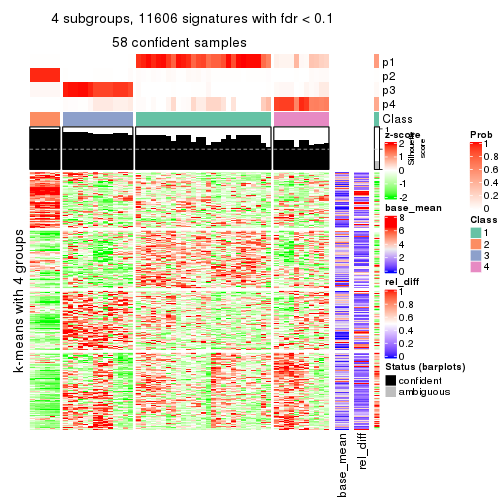 4 subgroups, 11606 signatures with fdr < 0.1
58 confident samples
p1
p2
p3
p4
Class
1
Silhouette
score
k-means with 4 groups
base_mean
rel_diff
z-score
2
1
0
-1
-2
base_mean
8
6
4
2
0
rel_diff
1
0.8
0.6
0.4
0.2
0
Status (barplots)
confident
ambiguous
Prob
1
0.8
0.6
0.4
0.2
0
Class
1
2
3
4